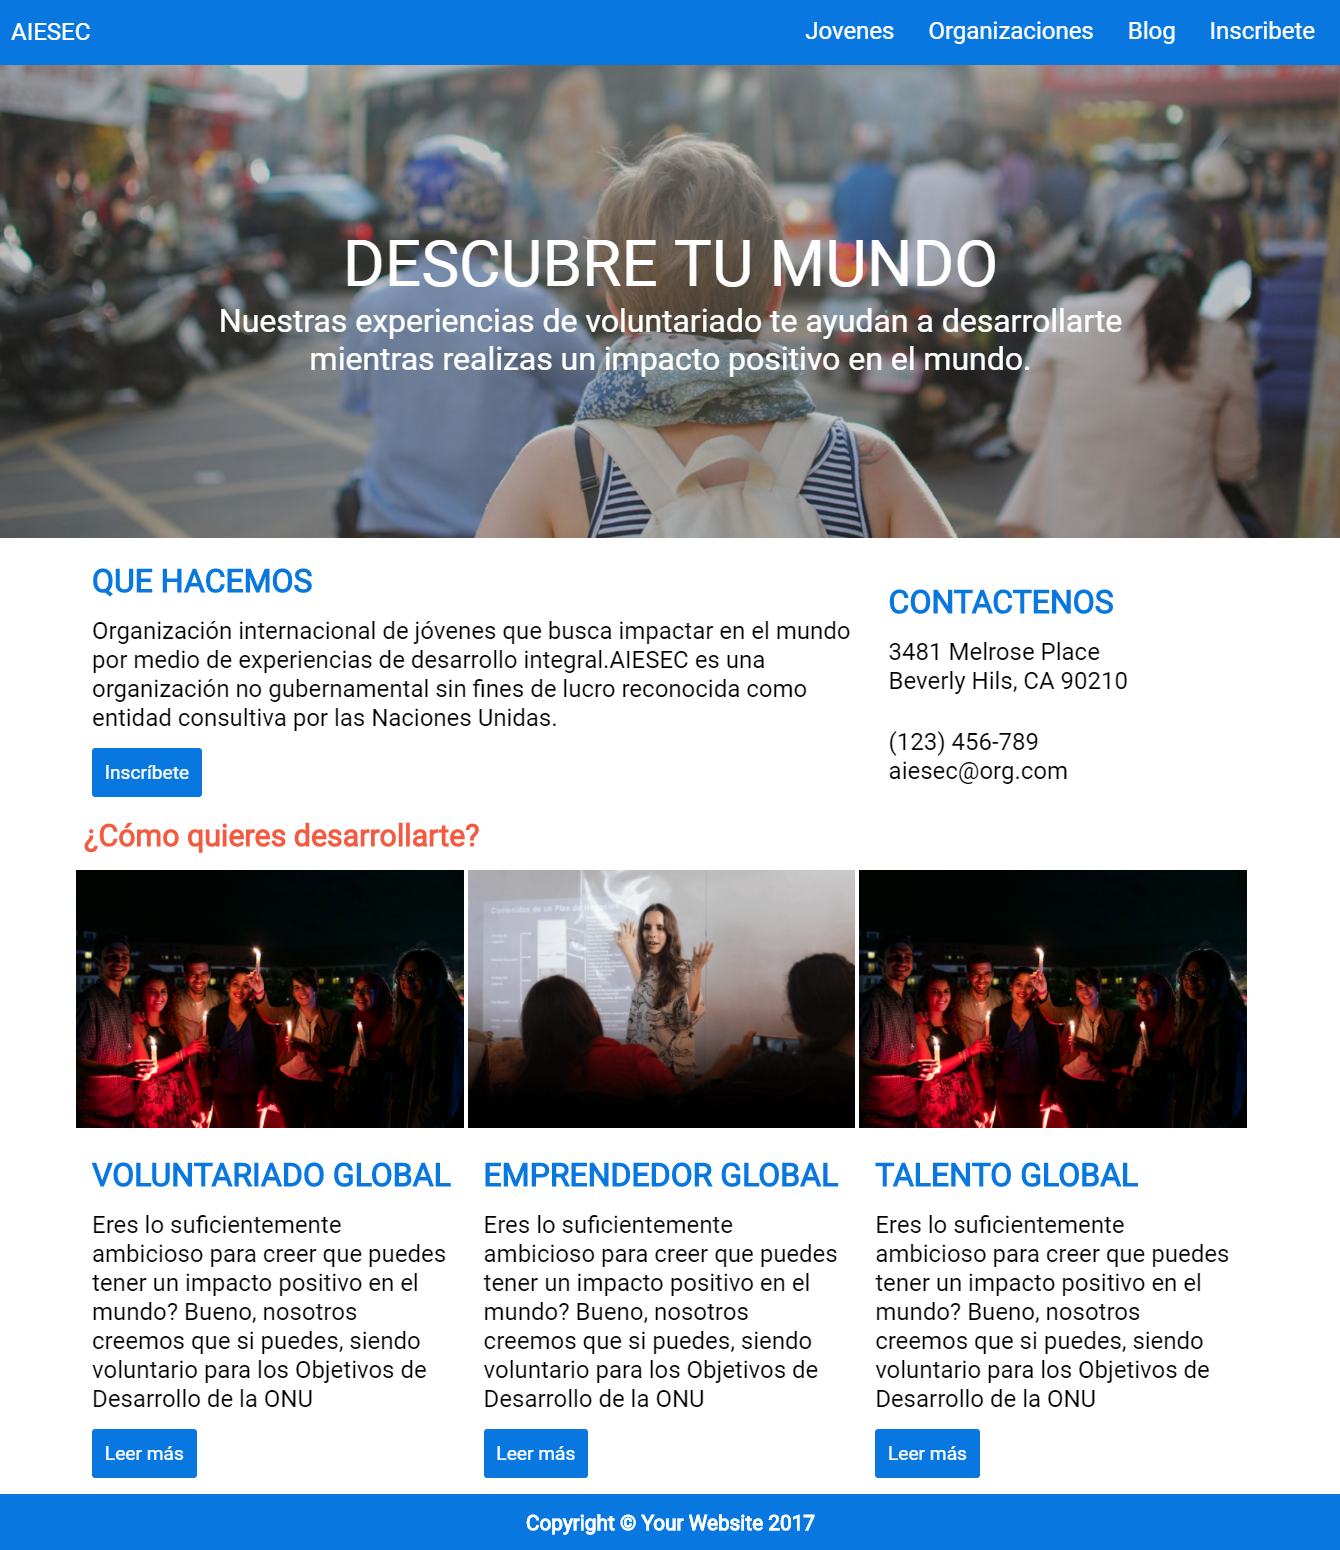 AIESEC
Jovenes Organizaciones Blog Inscribete
DESCUBRE TU MUNDO
Nuestras experiencias de voluntariado te ayudan a desarrollarte
mientras realizas un impacto positivo en el mundo.
QUE HACEMOS
Organización internacional de jóvenes que busca impactar en el mundo
por medio de experiencias de desarrollo integral.AIESEC es una
organización no gubernamental sin fines de lucro reconocida como
entidad consultiva por las Naciones Unidas.
Inscríbete
CONTACTENOS
3481 Melrose Place
Beverly Hils, CA 90210
(123) 456-789
aiesec@org.com
¿Cómo quieres desarrollarte?
Contenidos de un Plan de
VOLUNTARIADO GLOBAL
Eres lo suficientemente
ambicioso para creer que puedes
tener un impacto positivo en el
mundo? Bueno, nosotros
creemos que si puedes, siendo
voluntario para los Objetivos de
Desarrollo de la ONU
Leer más
EMPRENDEDOR GLOBAL
Eres lo suficientemente
ambicioso para creer que puedes
tener un impacto positivo en el
mundo? Bueno, nosotros
creemos que si puedes, siendo
voluntario para los Objetivos de
Desarrollo de la ONU
Leer más
TALENTO GLOBAL
Eres lo suficientemente
ambicioso para creer que puedes
tener un impacto positivo en el
mundo? Bueno, nosotros
creemos que si puedes, siendo
voluntario para los Objetivos de
Desarrollo de la ONU
Leer más
Copyright © Your Website 2017